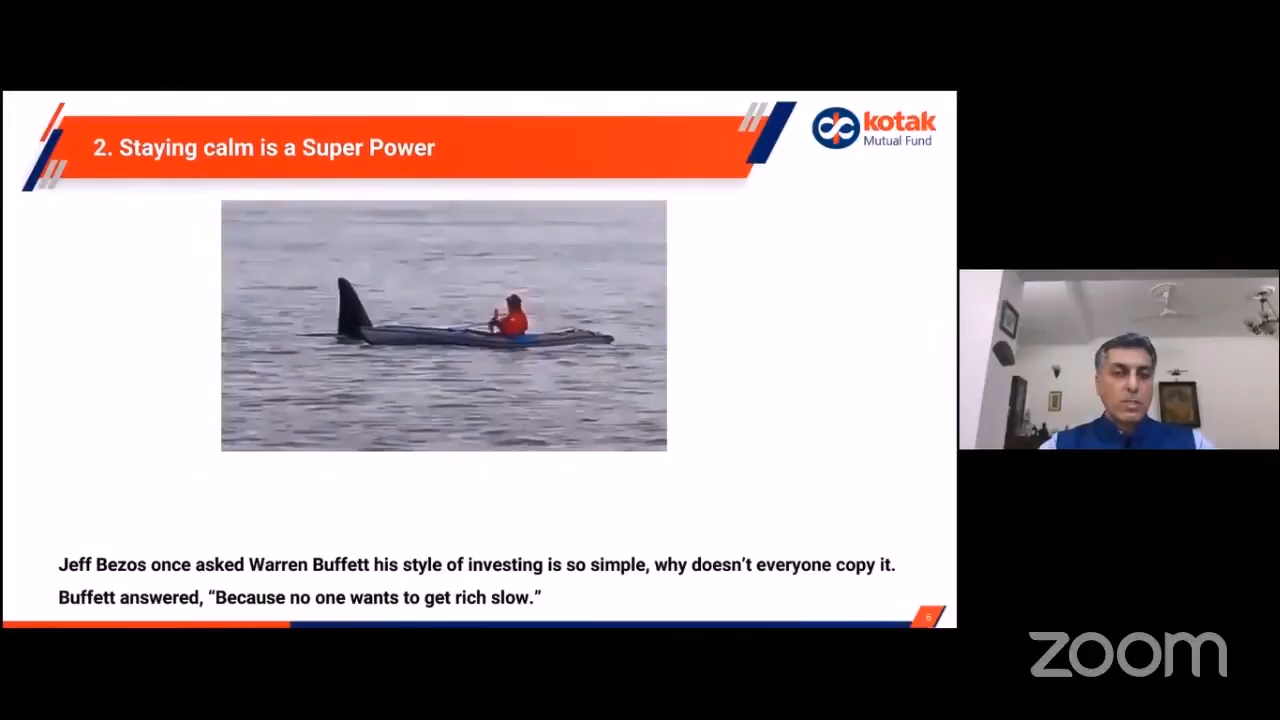 2. Staying calm is a Super Power
kotak
Mutual Fund
Jeff Bezos once asked Warren Buffett his style of investing is so simple, why doesn’t everyone copy it.
Buffett answered, “Because no one wants to get rich slow.”
6
zoom